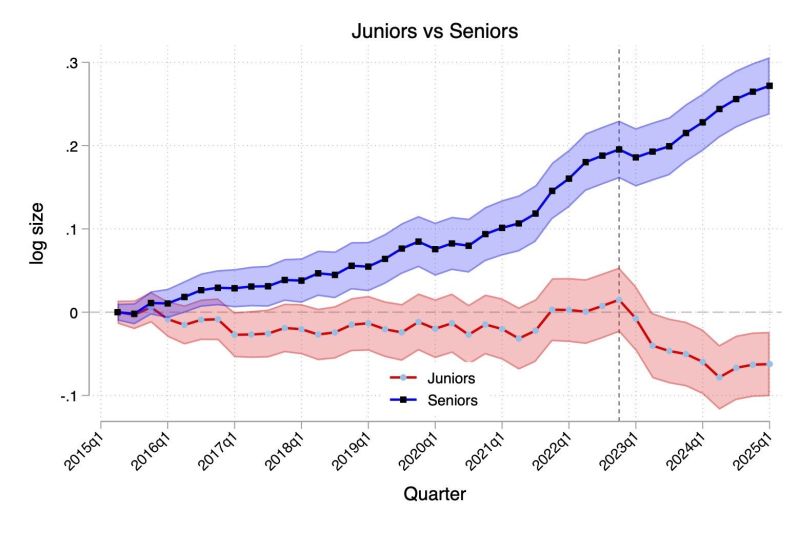 Juniors vs Seniors
.3
.2
.1
0
-.1
log size
Juniors
Seniors
2015q1
2016q1
2017q1
2018q1
2019q1
2020q1
2021q1
2022q1
2023q1
2024q1
2025q1
Quarter